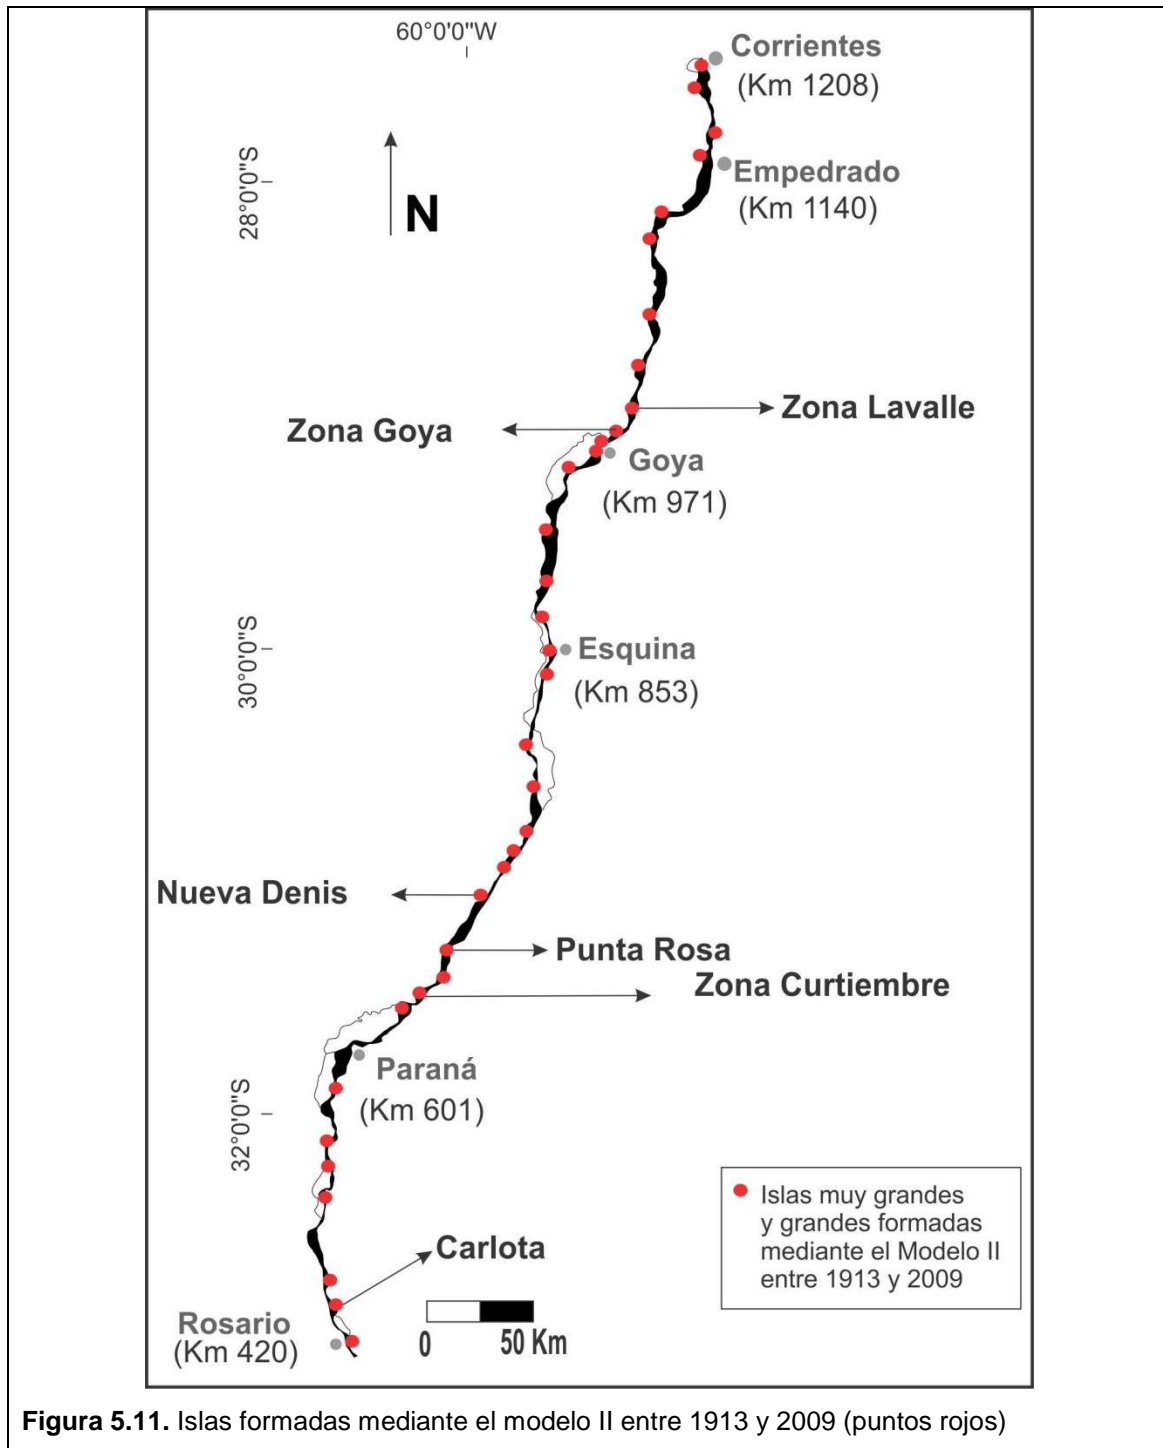 60°0'0"W
Corrientes
(Km 1208)
28°0'0"S
N
Empedrado
(Km 1140)
Zona Lavalle
Zona Goya
Goya
(Km 971)
30°0'0"S
Esquina
(Km 853)
Nueva Denis
Punta Rosa
Zona Curtiembre
Paraná
(Km 601)
32°0'0"S
Islas muy grandes
y grandes formadas
mediante el Modelo II
entre 1913 y 2009
Carlota
Rosario
(Km 420)
0 50 Km
Figura 5.11. Islas formadas mediante el modelo II entre 1913 y 2009 (puntos rojos)